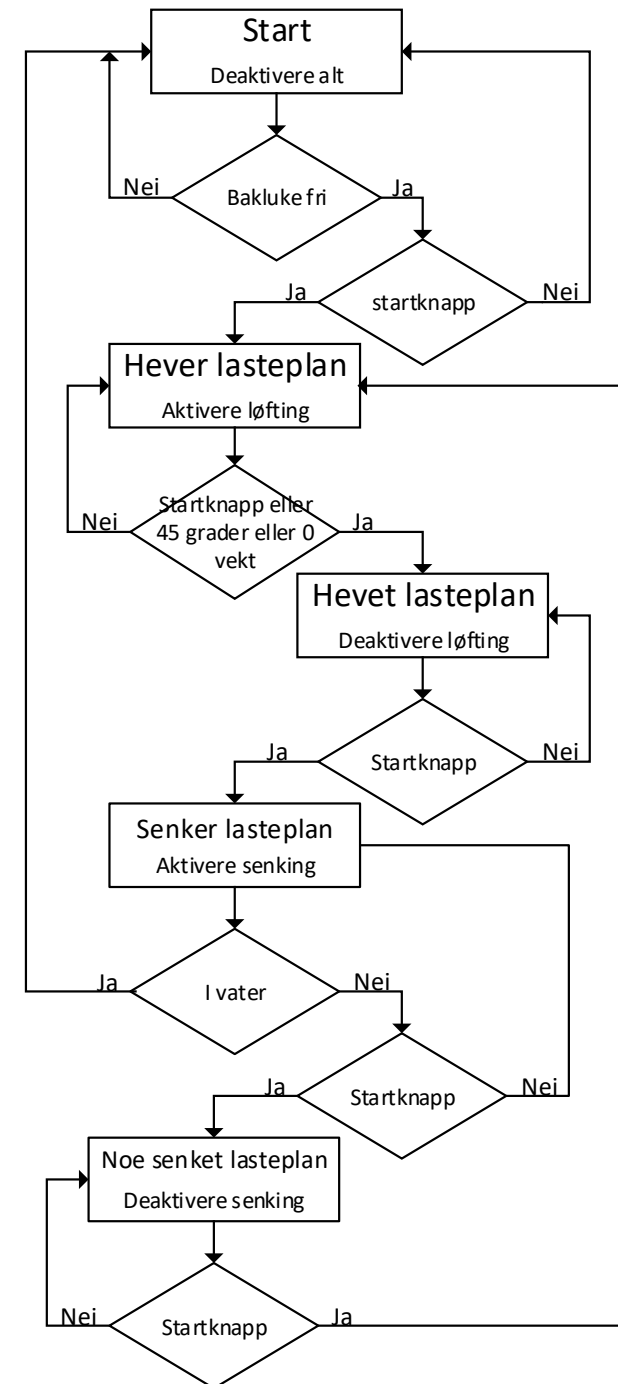 Start
Deaktivere alt
Nei
Bakluke fri
Ja
Ja
startknapp
Nei
Hever lasteplan
Aktivere løfting
Nei
Startknapp eller
45 grader eller 0
vekt
Ja
Hevet lasteplan
Deaktivere løfting
Ja
Startknapp
Nei
Senker lasteplan
Aktivere senking
Ja
I vater
Nei
Ja
Startknapp
Nei
Noe senket lasteplan
Deaktivere senking
Nei
Startknapp
Ja